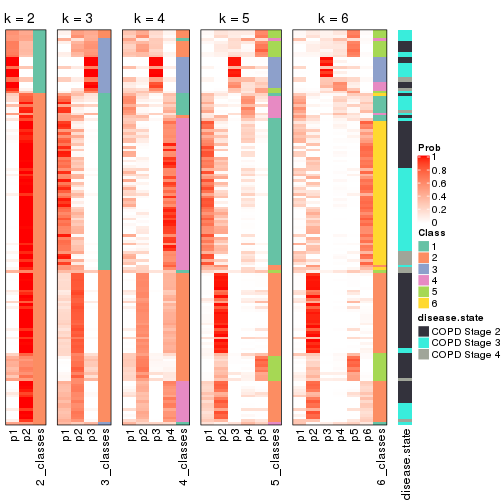 k = 2 k = 3 k = 4 k = 5 k = 6
Prob
1
0.8
0.6
0.4
0.2
0
Class
1
2
3
4
5
6
disease.state
COPD Stage 2
COPD Stage 3
COPD Stage 4
p1 p2 2_classes p1 p2 p3 3_classes p1 p2 p3 p4 4_classes p1 p2 p3 p4 p5 5_classes p1 p2 p3 p4 p5 p6 6_classes disease.state